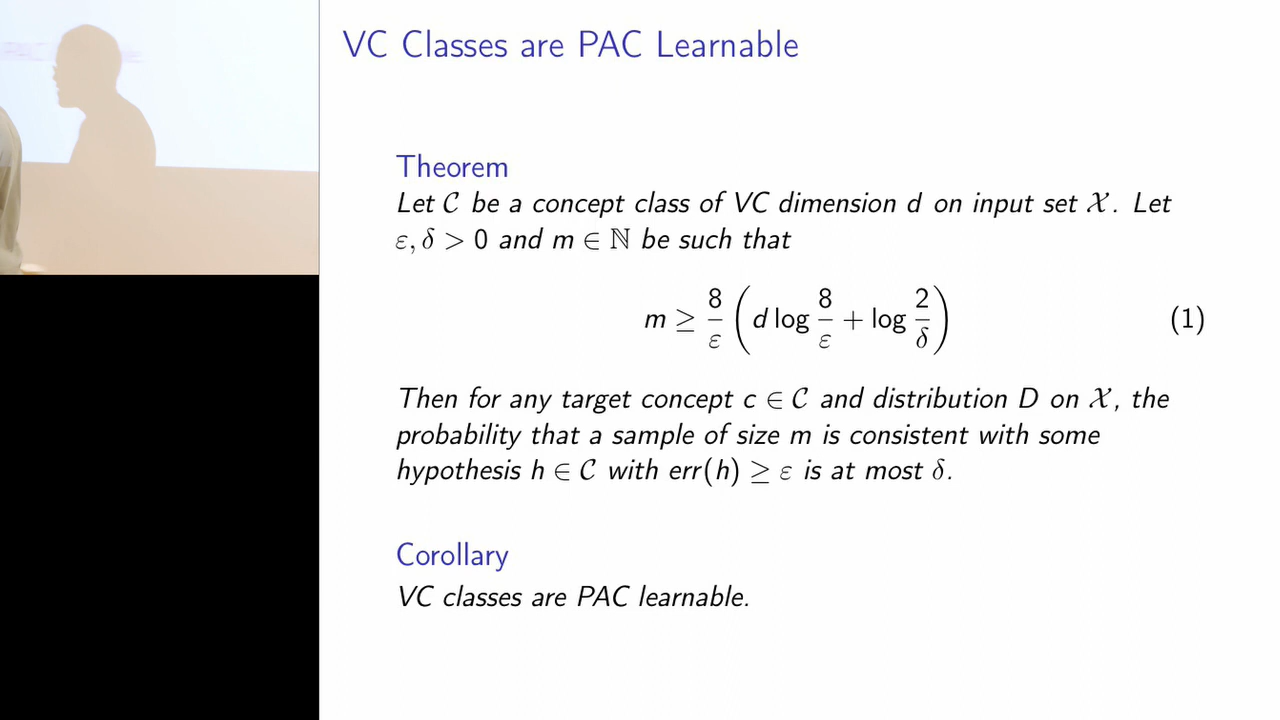 VC Classes are PAC Learnable
Theorem
Let 𝒞 be a concept class of VC dimension d on input set 𝒳. Let
ε, δ > 0 and m ∈ ℕ be such that
m ≥ 8/ε (d log 8/ε + log 2/δ) (1)
Then for any target concept c ∈ 𝒞 and distribution D on 𝒳, the
probability that a sample of size m is consistent with some
hypothesis h ∈ 𝒞 with err(h) ≥ ε is at most δ.
Corollary
VC classes are PAC learnable.